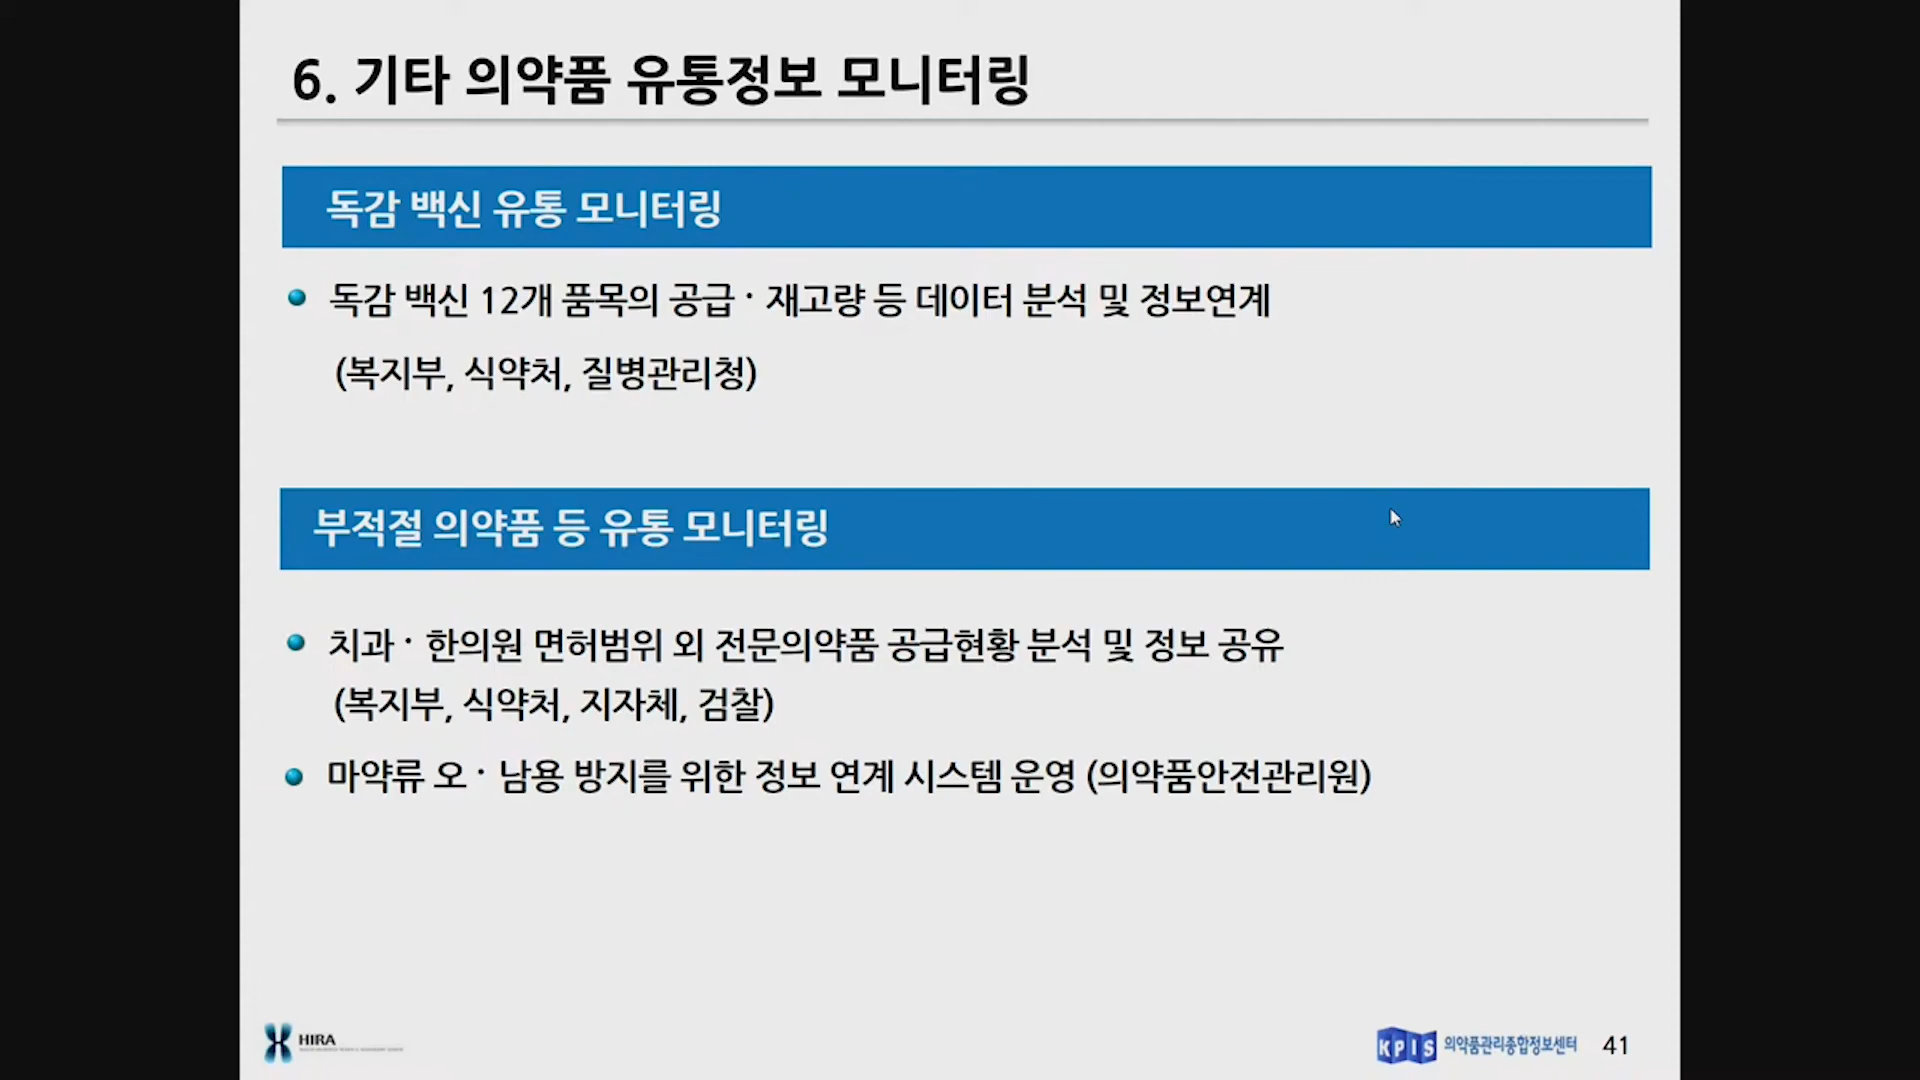 6. 기타 의약품 유통정보 모니터링
독감 백신 유통 모니터링
독감 백신 12개 품목의 공급 · 재고량 등 데이터 분석 및 정보연계
(복지부, 식약처, 질병관리청)
부적절 의약품 등 유통 모니터링
치과 · 한의원 면허범위 외 전문의약품 공급현황 분석 및 정보 공유
(복지부, 식약처, 지자체, 검찰)
마약류 오 · 남용 방지를 위한 정보 연계 시스템 운영 (의약품안전관리원)
HIRA
KPIS 의약품관리종합정보센터 41